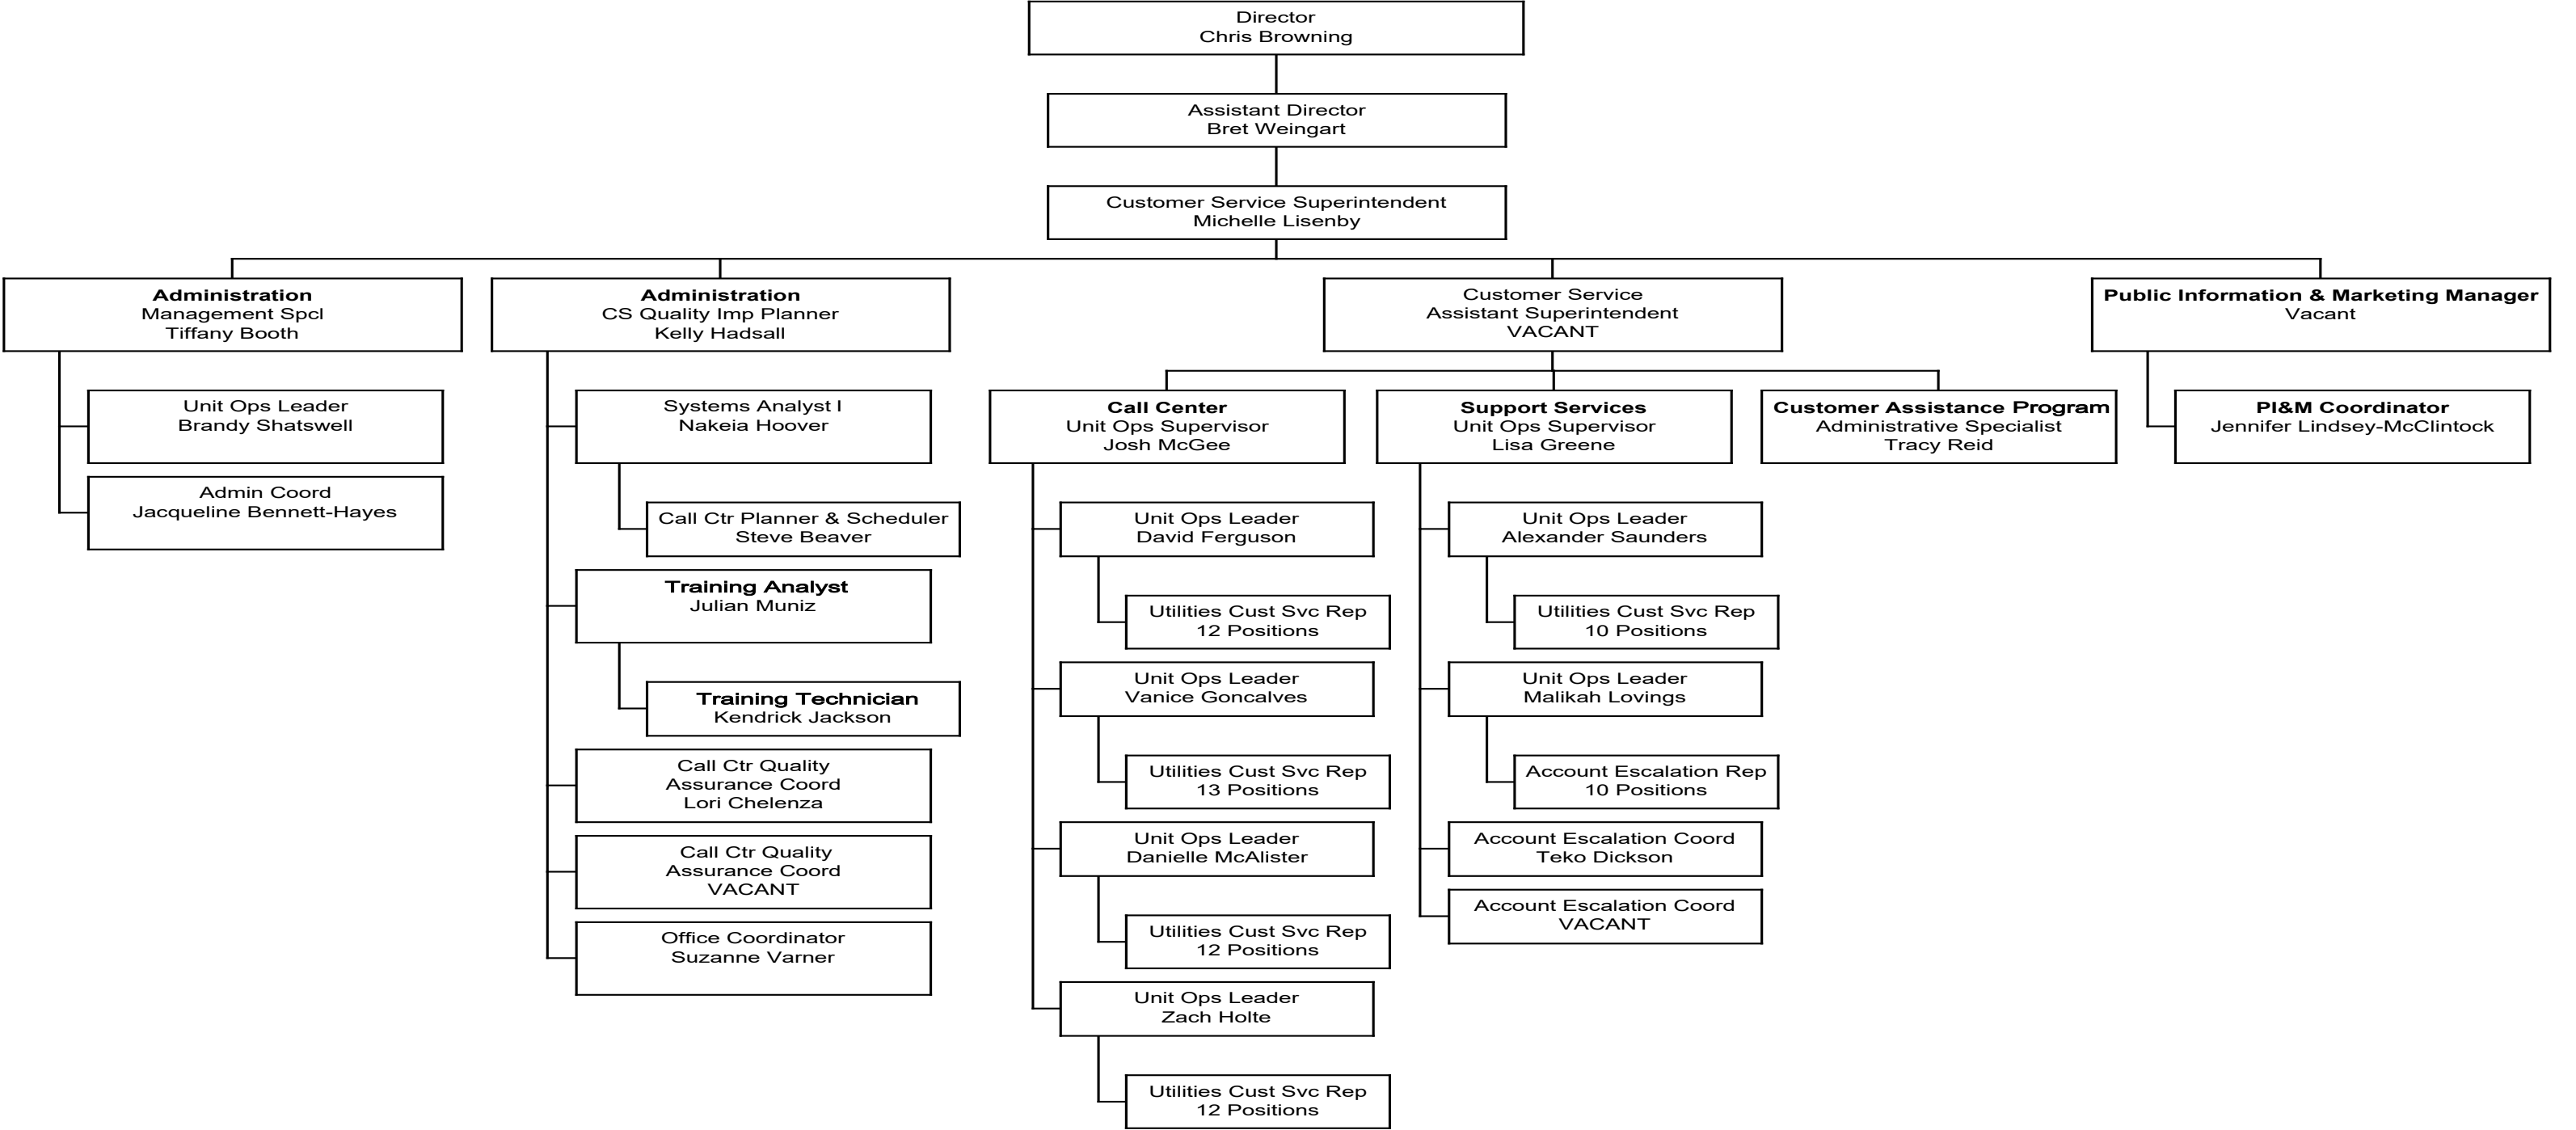 Director
Chris Browning
Assistant Director
Bret Weingart
Customer Service Superintendent
Michelle Lisenby
Administration
Management Spcl
Tiffany Booth
Unit Ops Leader
Brandy Shatswell
Admin Coord
Jacqueline Bennett-Hayes
Administration
CS Quality Imp Planner
Kelly Hadsall
Systems Analyst I
Nakeia Hoover
Call Ctr Planner & Scheduler
Steve Beaver
Training Analyst
Julian Muniz
Training Technician
Kendrick Jackson
Call Ctr Quality
Assurance Coord
Lori Chelenza
Call Ctr Quality
Assurance Coord
VACANT
Office Coordinator
Suzanne Varner
Customer Service
Assistant Superintendent
VACANT
Call Center
Unit Ops Supervisor
Josh McGee
Unit Ops Leader
David Ferguson
Utilities Cust Svc Rep
12 Positions
Unit Ops Leader
Vanice Goncalves
Utilities Cust Svc Rep
13 Positions
Unit Ops Leader
Danielle McAlister
Utilities Cust Svc Rep
12 Positions
Unit Ops Leader
Zach Holte
Utilities Cust Svc Rep
12 Positions
Support Services
Unit Ops Supervisor
Lisa Greene
Unit Ops Leader
Alexander Saunders
Utilities Cust Svc Rep
10 Positions
Unit Ops Leader
Malikah Lovings
Account Escalation Rep
10 Positions
Account Escalation Coord
Teko Dickson
Account Escalation Coord
VACANT
Customer Assistance Program
Administrative Specialist
Tracy Reid
Public Information & Marketing Manager
Vacant
PI&M Coordinator
Jennifer Lindsey-McClintock